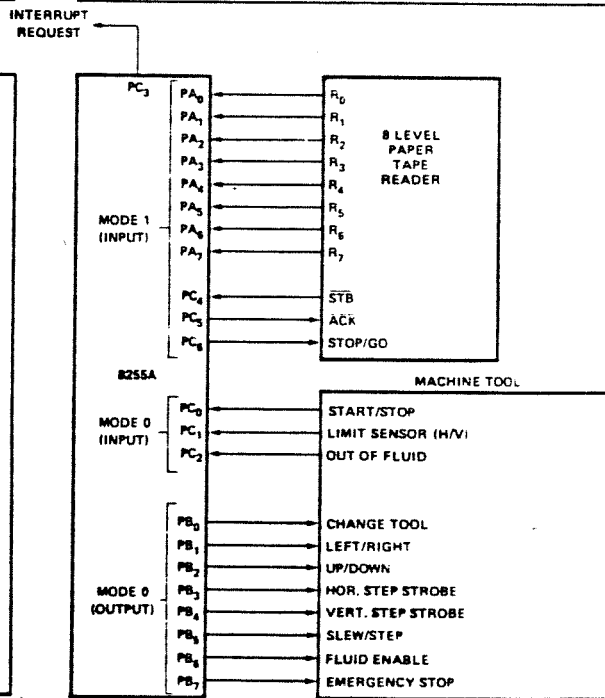 INTERRUPT
REQUEST
PC3
PA0 R0
PA1 R1
PA2 R2
PA3 R3
PA4 R4
PA5 R5
PA6 R6
PA7 R7
8 LEVEL
PAPER
TAPE
READER
MODE 1
(INPUT)
PC4 STB
PC5 ACK
PC6 STOP/GO
8255A
MACHINE TOOL
MODE 0
(INPUT)
PC0 START/STOP
PC1 LIMIT SENSOR (H/V)
PC2 OUT OF FLUID
MODE 0
(OUTPUT)
PB0 CHANGE TOOL
PB1 LEFT/RIGHT
PB2 UP/DOWN
PB3 HOR. STEP STROBE
PB4 VERT. STEP STROBE
PB5 SLEW/STEP
PB6 FLUID ENABLE
PB7 EMERGENCY STOP